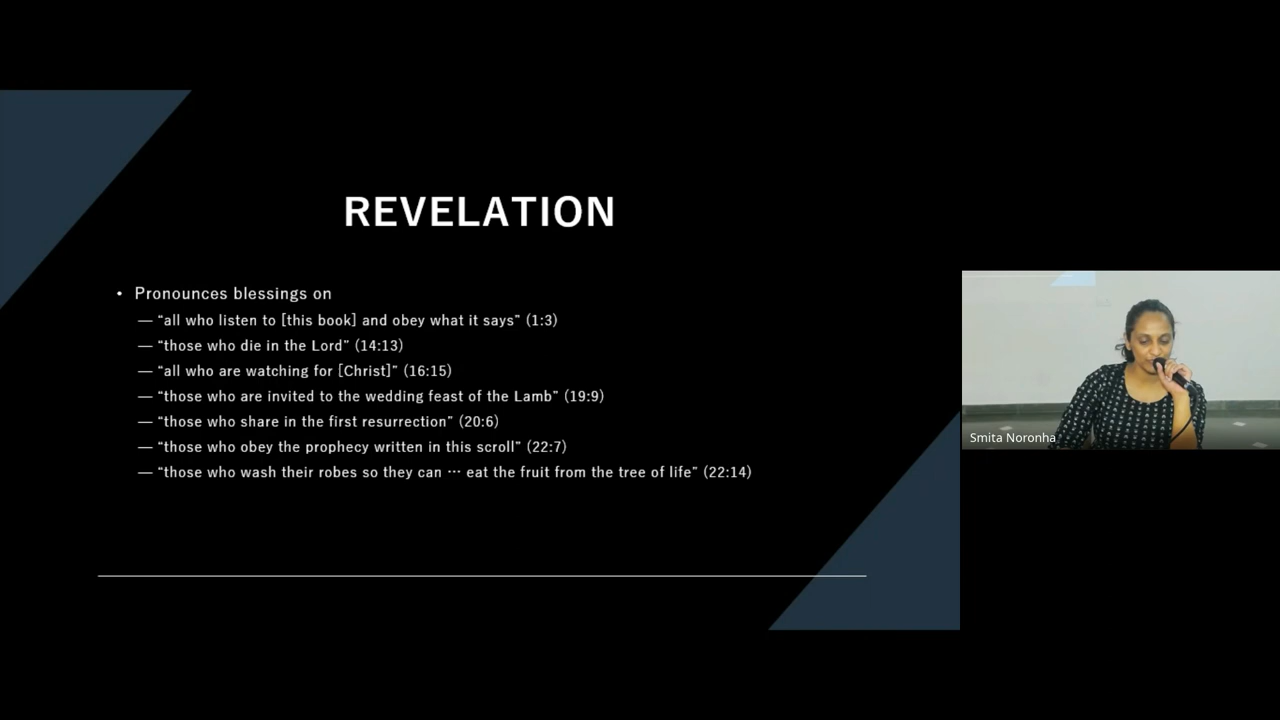 REVELATION
• Pronounces blessings on
— “all who listen to [this book] and obey what it says” (1:3)
— “those who die in the Lord” (14:13)
— “all who are watching for [Christ]” (16:15)
— “those who are invited to the wedding feast of the Lamb” (19:9)
— “those who share in the first resurrection” (20:6)
— “those who obey the prophecy written in this scroll” (22:7)
— “those who wash their robes so they can ··· eat the fruit from the tree of life” (22:14)
Smita Noronha